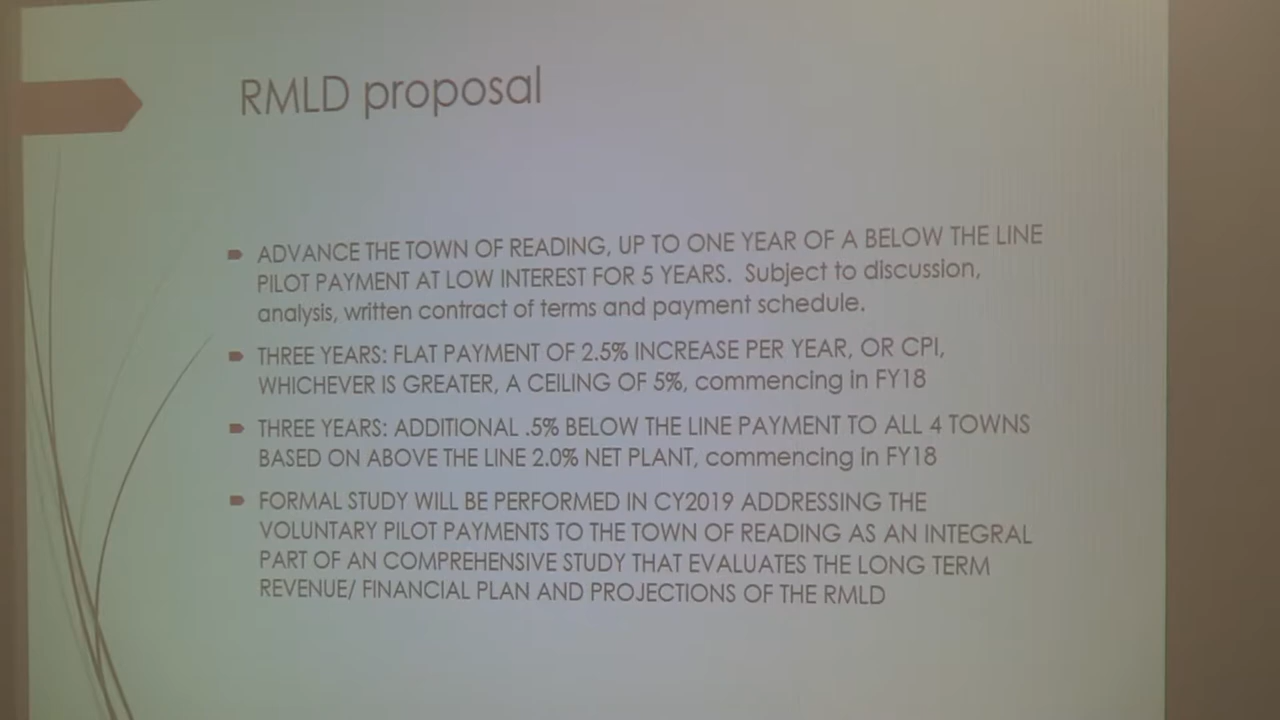 RMLD proposal
ADVANCE THE TOWN OF READING, UP TO ONE YEAR OF A BELOW THE LINE
PILOT PAYMENT AT LOW INTEREST FOR 5 YEARS. Subject to discussion,
analysis, written contract of terms and payment schedule.
THREE YEARS: FLAT PAYMENT OF 2.5% INCREASE PER YEAR, OR CPI,
WHICHEVER IS GREATER, A CEILING OF 5%, commencing in FY18
THREE YEARS: ADDITIONAL .5% BELOW THE LINE PAYMENT TO ALL 4 TOWNS
BASED ON ABOVE THE LINE 2.0% NET PLANT, commencing in FY18
FORMAL STUDY WILL BE PERFORMED IN CY2019 ADDRESSING THE
VOLUNTARY PILOT PAYMENTS TO THE TOWN OF READING AS AN INTEGRAL
PART OF AN COMPREHENSIVE STUDY THAT EVALUATES THE LONG TERM
REVENUE/ FINANCIAL PLAN AND PROJECTIONS OF THE RMLD